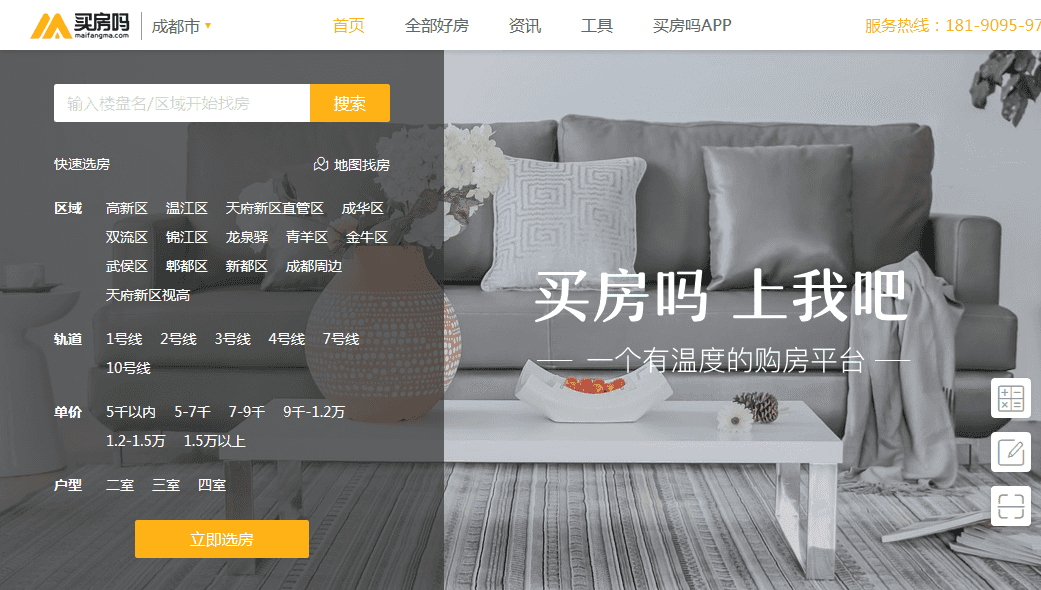 买房吗
maifangma.com
成都市
首页 全部好房 资讯 工具 买房吗APP
服务热线：181-9095-97
输入楼盘名/区域开始找房
搜索
快速选房
地图找房
区域 高新区 温江区 天府新区直管区 成华区
双流区 锦江区 龙泉驿 青羊区 金牛区
武侯区 郫都区 新都区 成都周边
天府新区视高
轨道 1号线 2号线 3号线 4号线 7号线
10号线
单价 5千以内 5-7千 7-9千 9千-1.2万
1.2-1.5万 1.5万以上
户型 二室 三室 四室
立即选房
买房吗 上我吧
一个有温度的购房平台